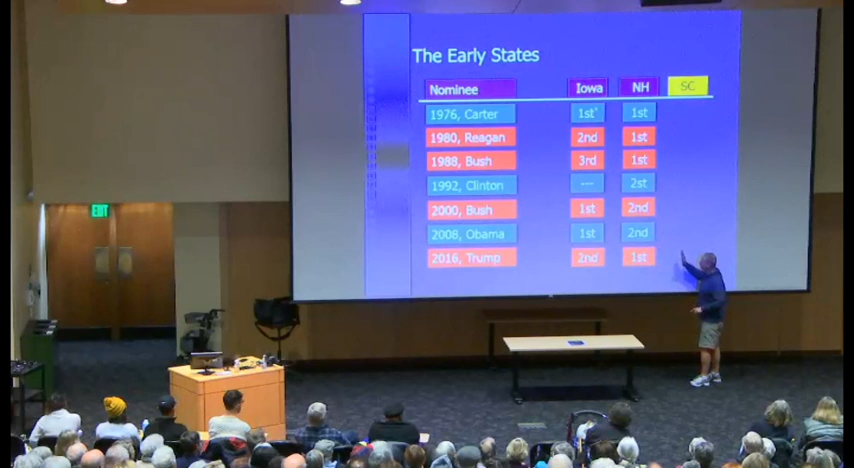 The Early States
Nominee Iowa NH SC
1976, Carter 1st* 1st
1980, Reagan 2nd 1st
1988, Bush 3rd 1st
1992, Clinton --- 2st
2000, Bush 1st 2nd
2008, Obama 1st 2nd
2016, Trump 2nd 1st
EXIT